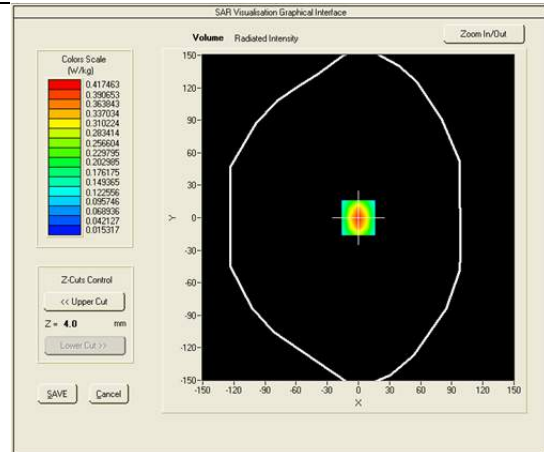 SAR Visualisation Graphical Interface
Volume Radiated Intensity
Zoom In/Out
Colors Scale
(W/kg)
0.417463
0.390653
0.363843
0.337034
0.310224
0.283414
0.256604
0.229795
0.202985
0.176175
0.149365
0.122556
0.095746
0.068936
0.042127
0.015317
Z-Cuts Control
<< Upper Cut
Z = 4.0 mm
Lower Cut >>
SAVE Cancel
150-
120-
90-
60-
30-
0-
-30-
-60-
-90-
-120-
-150-
Y
-150 -120 -90 -60 -30 0 30 60 90 120 150
X